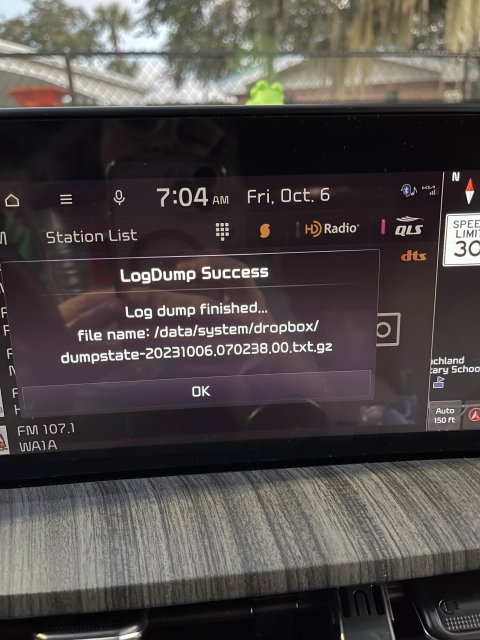 7:04 AM Fri, Oct. 6
N
Station List
HD Radio
QLS
dts
SPEED
LIMIT
30
LogDump Success
Log dump finished...
file name: /data/system/dropbox/
dumpstate-20231006.070238.00.txt.gz
OK
Auto
150 ft
FM 107.1
WA1A